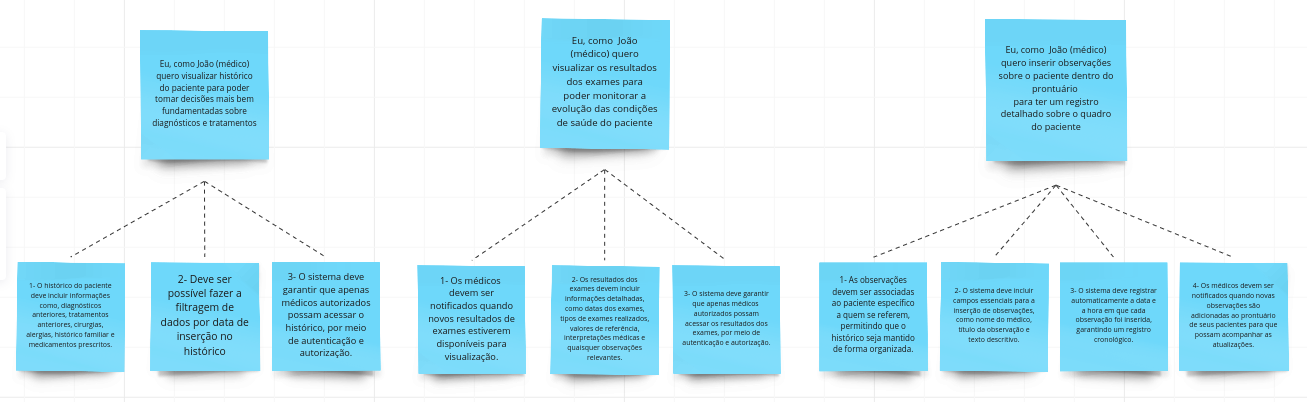 Eu, como João (médico)
quero visualizar histórico
do paciente para poder
tomar decisões mais bem
fundamentadas sobre
diagnósticos e tratamentos
Eu, como  João
(médico) quero
visualizar os resultados
dos exames para
poder monitorar a
evolução das condições
de saúde do paciente
Eu, como  João (médico)
quero inserir observações
sobre o paciente dentro do
prontuário
para ter um registro
detalhado sobre o quadro
do paciente
1- O histórico do paciente
deve incluir informações
como, diagnósticos
anteriores, tratamentos
anteriores, cirurgias,
alergias, histórico familiar e
medicamentos prescritos.
2- Deve ser
possível fazer a
filtragem de
dados por data de
inserção no
histórico
3- O sistema deve
garantir que apenas
médicos autorizados
possam acessar o
histórico, por meio
de autenticação e
autorização.
1- Os médicos
devem ser
notificados quando
novos resultados de
exames estiverem
disponíveis para
visualização.
2- Os resultados dos
exames devem incluir
informações detalhadas,
como datas dos exames,
tipos de exames realizados,
valores de referência,
interpretações médicas e
quaisquer observações
relevantes.
3- O sistema deve garantir
que apenas médicos
autorizados possam
acessar os resultados dos
exames, por meio de
autenticação e autorização.
1- As observações
devem ser associadas
ao paciente específico
a quem se referem,
permitindo que o
histórico seja mantido
de forma organizada.
2- O sistema deve incluir
campos essenciais para a
inserção de observações,
como nome do médico,
título da observação e
texto descritivo.
3- O sistema deve registrar
automaticamente a data e
a hora em que cada
observação foi inserida,
garantindo um registro
cronológico.
4- Os médicos devem ser
notificados quando novas
observações são
adicionadas ao prontuário
de seus pacientes para que
possam acompanhar as
atualizações.